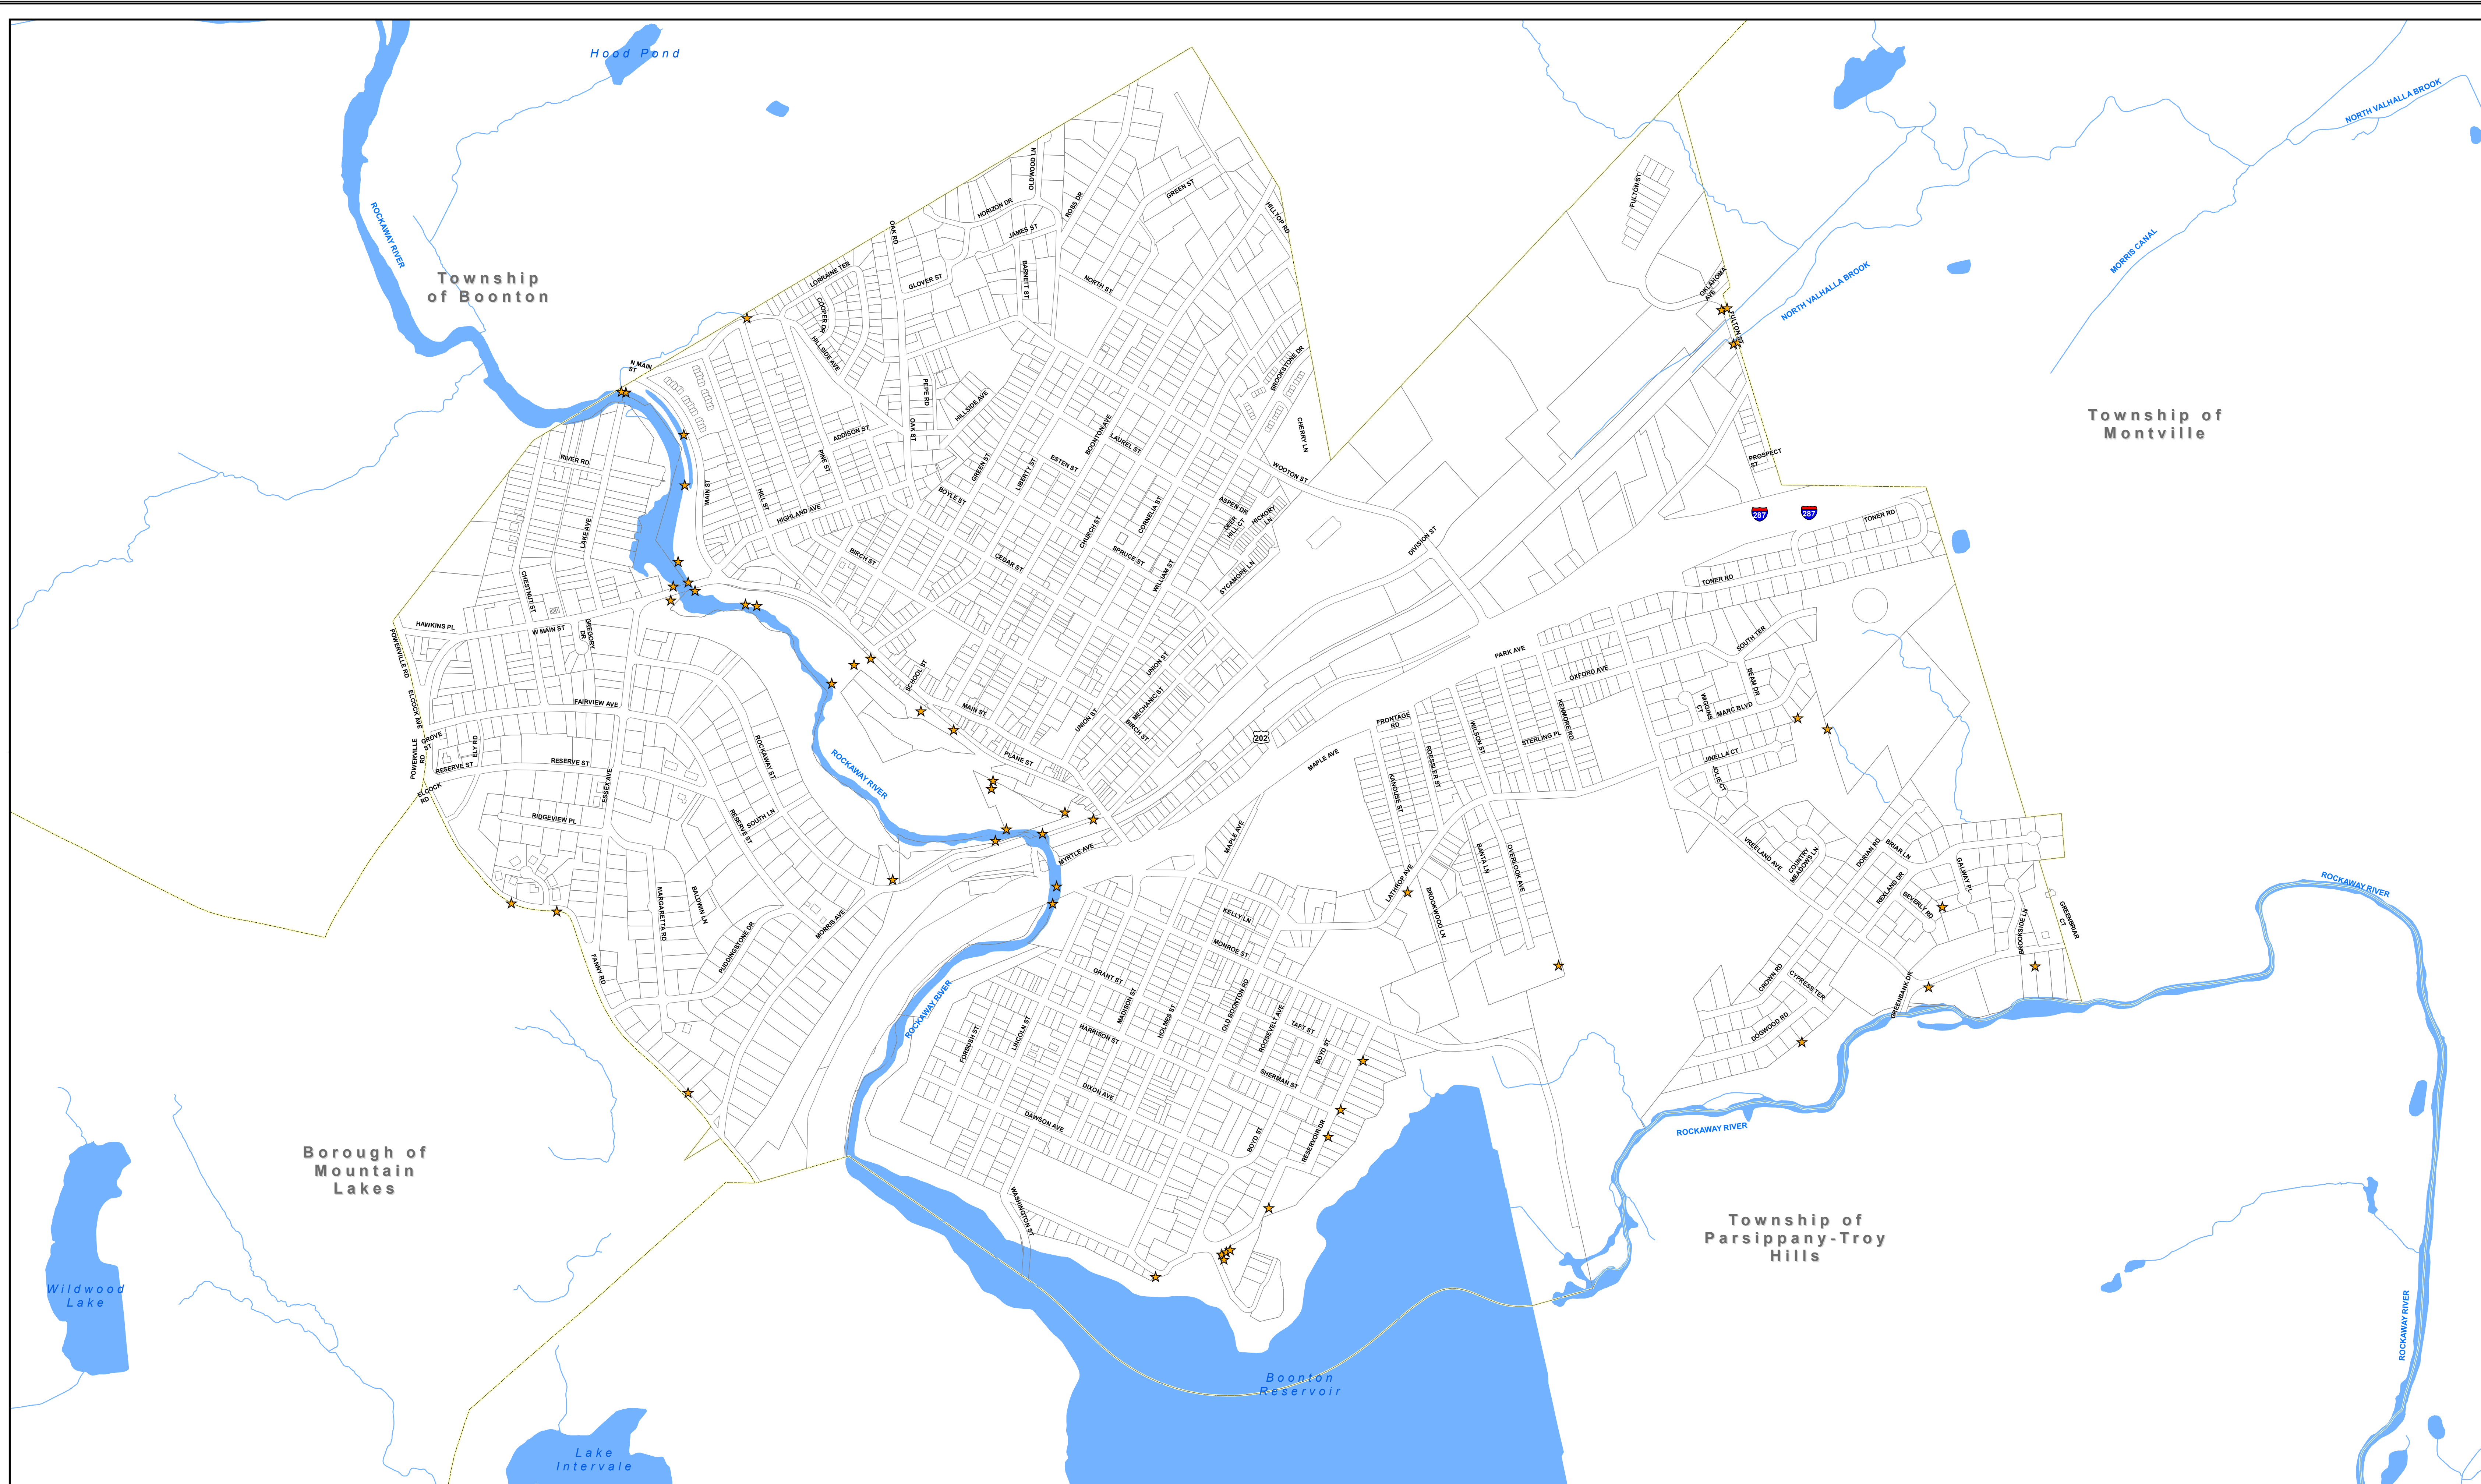 Hood Pond
NORTH VALHALLA BROOK
OLDWOOD LN
GREEN ST
FULTON ST
ROCKAWAY RIVER
HORIZON DR
ROSS DR
HILLTOP RD
OAK RD
JAMES ST
MORRIS CANAL
Township
of Boonton
LORRAINE TER
GLOVER ST
BARNETT ST
NORTH ST
OKLAHOMA
AVE
NORTH VALHALLA BROOK
COOPER DR
FULTON ST
HILLSIDE AVE
N MAIN
ST
BROOKSTONE DR
PEPE RD
HILLSIDE AVE
Township of
Montville
OAK ST
ADDISON ST
BOONTON AVE
LAUREL ST
CHERRY LN
RIVER RD
PINE ST
GREEN ST
LIBERTY ST
ESTEN ST
WOOTON ST
PROSPECT
ST
MAIN ST
HILL ST
BOYLE ST
ASPEN DR
HIGHLAND AVE
CHURCH ST
CORNELIA ST
DEER
HILL CT
HICKORY
LN
287
287
TONER RD
LAKE AVE
DIVISION ST
BIRCH ST
CEDAR ST
SPRUCE ST
WILLIAM ST
SYCAMORE LN
TONER RD
CHESTNUT ST
HAWKINS PL
W MAIN ST
GREGORY
DR
POWERVILLE RD
SOUTH TER
PARK AVE
UNION ST
OXFORD AVE
BEAM DR
SCHOOL ST
ELCOCK AVE
FAIRVIEW AVE
MAIN ST
MECHANIC ST
UNION ST
BIRCH ST
WIGGINS
CT
MARC BLVD
KENMORE RD
FRONTAGE
RD
WILSON ST
STERLING PL
GROVE
ST
ELY RD
ROCKAWAY ST
202
POWERVILLE
RD
RESERVE ST
RESERVE ST
PLANE ST
MAPLE AVE
ROESSLER ST
JINELLA CT
JOLIE CT
ROCKAWAY RIVER
ESSEX AVE
ELCOCK
RD
KANOUSE ST
RIDGEVIEW PL
SOUTH LN
RESERVE ST
MAPLE AVE
MYRTLE AVE
BANTA LN
OVERLOOK AVE
VREELAND AVE
COUNTRY
MEADOWS LN
DORIAN RD
BRIAR LN
GALWAY PL
REXLAND DR
BEVERLY RD
LATHROP AVE
BROOKWOOD LN
ROCKAWAY RIVER
MARGARETTA RD
BALDWIN LN
MORRIS AVE
KELLY LN
BROOKSIDE LN
GREENBRIAR
CT
PUDDINGSTONE DR
MONROE ST
FANNY RD
GRANT ST
CROWN RD
CYPRESS TER
GREENBANK DR
ROCKAWAY RIVER
MADISON ST
HOLMES ST
OLD BOONTON RD
ROOSEVELT AVE
TAFT ST
DOGWOOD RD
FORBUSH ST
LINCOLN ST
HARRISON ST
BOYD ST
SHERMAN ST
DIXON AVE
DAWSON AVE
ROCKAWAY RIVER
BOYD ST
RESERVOIR DR
Borough of
Mountain
Lakes
WASHINGTON ST
Township of
Parsippany-Troy
Hills
Wildwood
Lake
ROCKAWAY RIVER
Boonton
Reservoir
Lake
Intervale